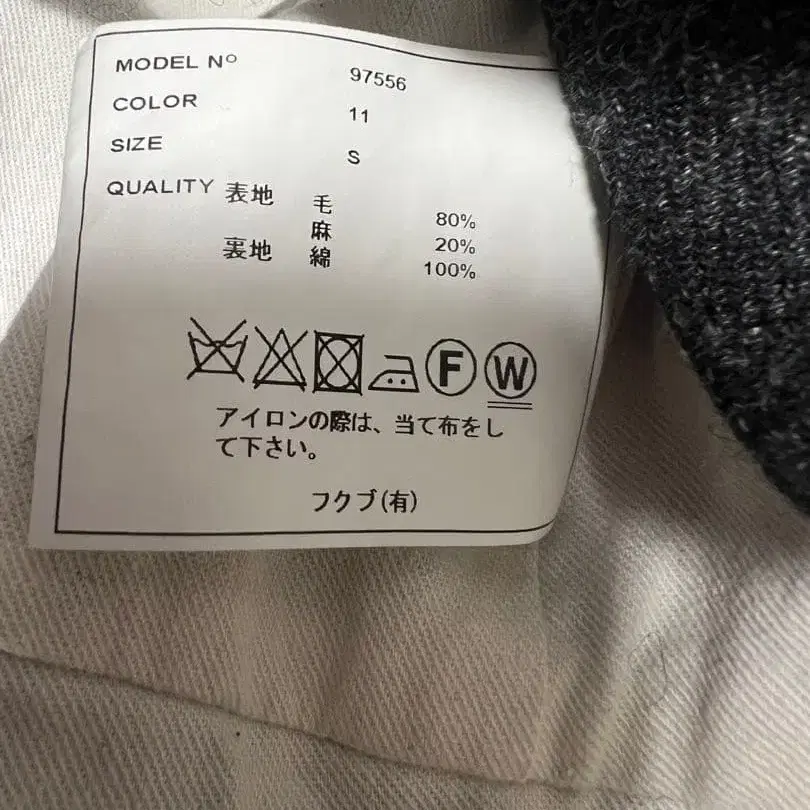 MODEL Nº 97556
COLOR 11
SIZE S
QUALITY 表地 毛 80%
麻 20%
裏地 綿 100%
F W
アイロンの際は、当て布をし
て下さい。
フクブ(有)